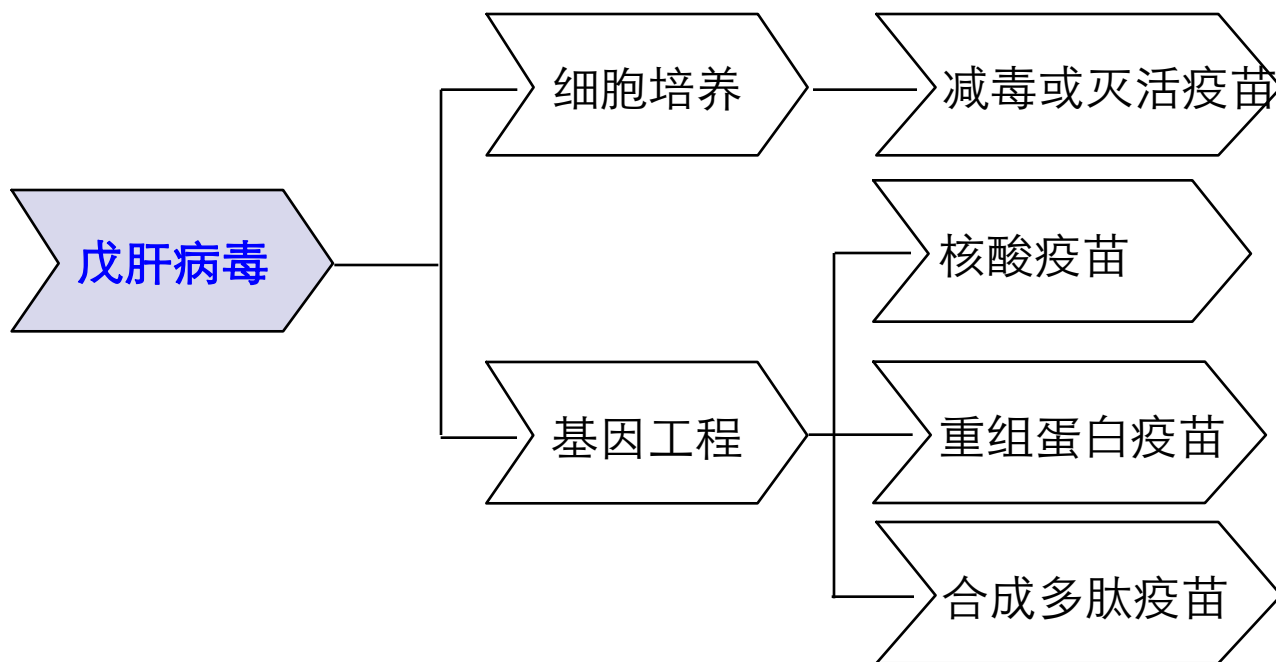 戊肝病毒
细胞培养
减毒或灭活疫苗
基因工程
核酸疫苗
重组蛋白疫苗
合成多肽疫苗